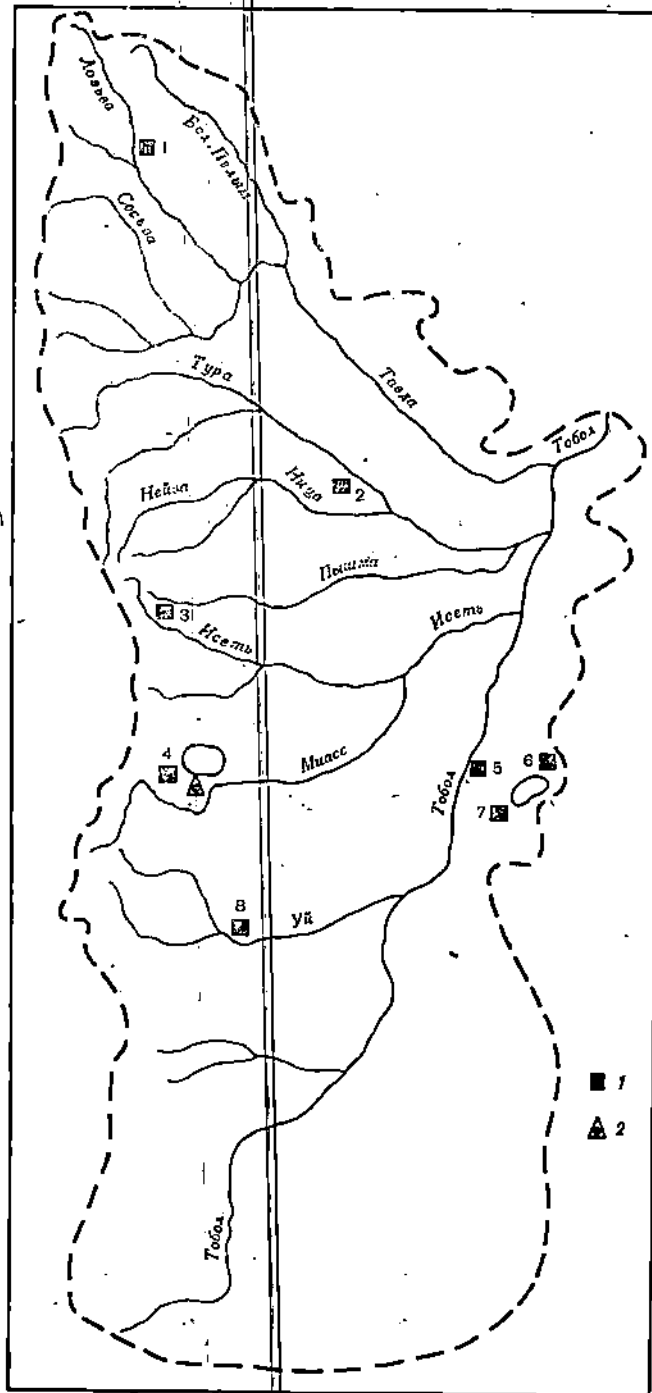 Лозьва
Бол. Пелым
1
Сосьва
Тура
Тавда
Тобол
Нейва
Ница
2
Пышма
3
Исеть
Исеть
4
Миасс
Тобол
5
6
7
8
Уй
1
2
Тобол